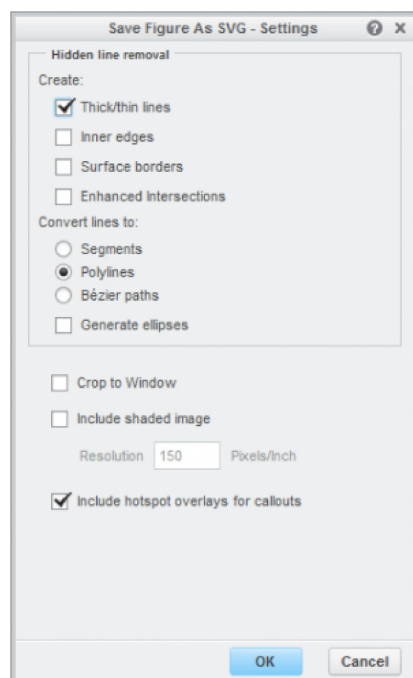 Save Figure As SVG - Settings
Hidden line removal
Create:
Thick/thin lines
Inner edges
Surface borders
Enhanced Intersections
Convert lines to:
Segments
Polylines
Bézier paths
Generate ellipses
Crop to Window
Include shaded image
Resolution 150 Pixels/Inch
Include hotspot overlays for callouts
OK Cancel